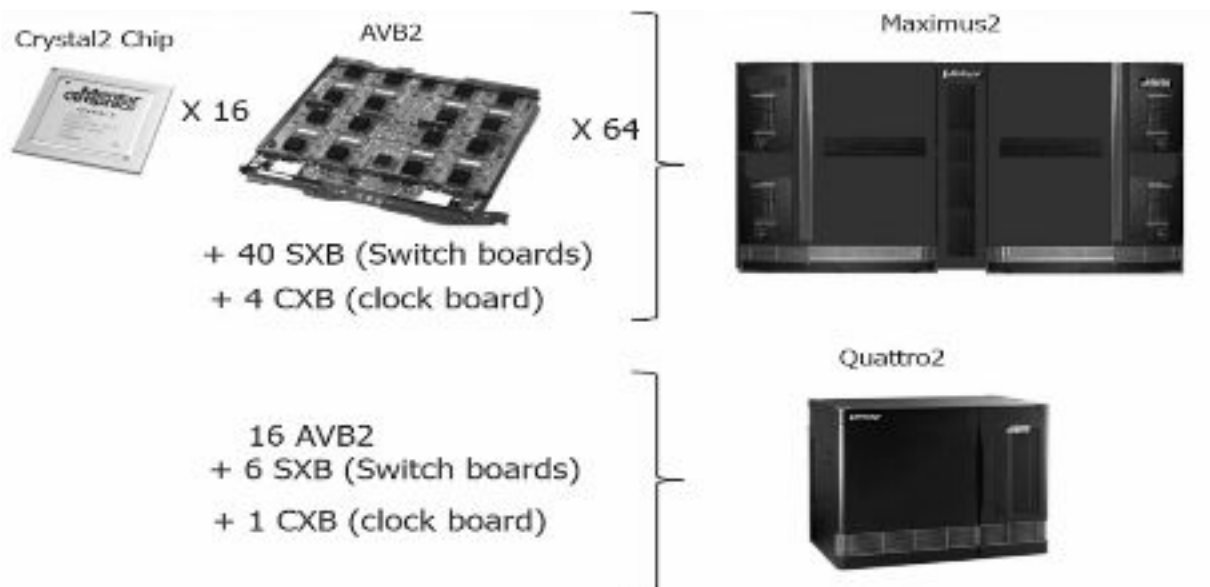 Crystal2 Chip
AVB2
Maximus2
Mentor
X 16
X 64
+ 40 SXB (Switch boards)
+ 4 CXB (clock board)
Quattro2
16 AVB2
+ 6 SXB (Switch boards)
+ 1 CXB (clock board)